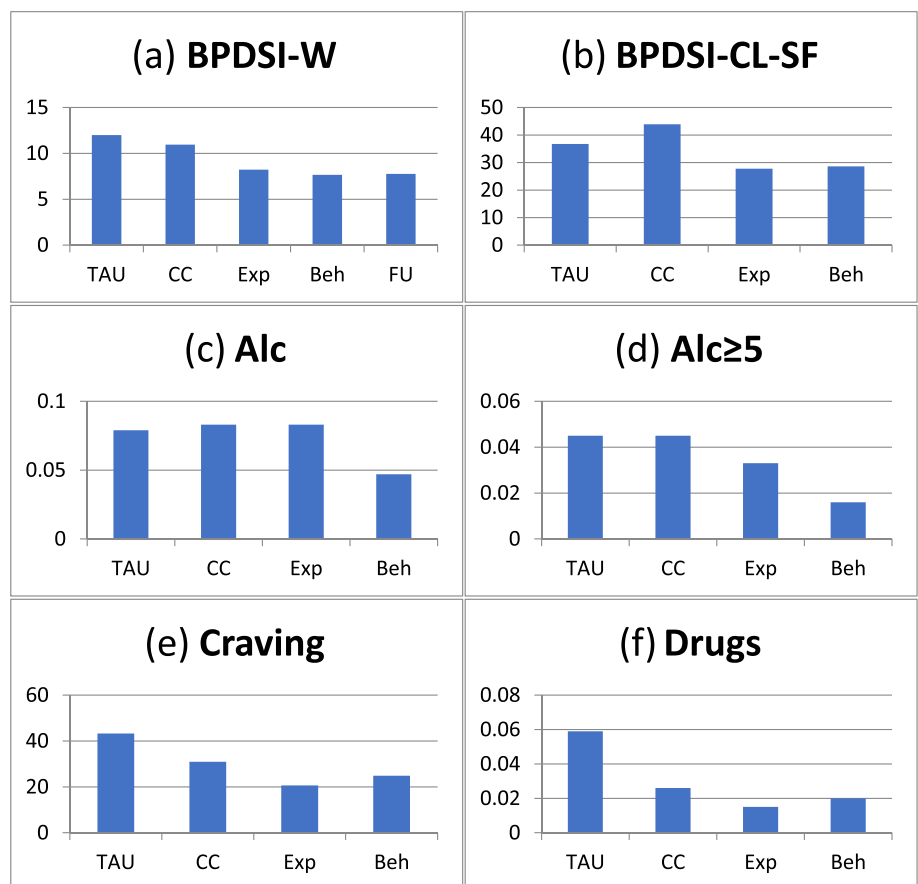 (a) BPDSI-W
15
10
5
0
TAU CC Exp Beh FU
(b) BPDSI-CL-SF
50
40
30
20
10
0
TAU CC Exp Beh
(c) Alc
0.1
0.05
0
TAU CC Exp Beh
(d) Alc≥5
0.06
0.04
0.02
0
TAU CC Exp Beh
(e) Craving
60
40
20
0
TAU CC Exp Beh
(f) Drugs
0.08
0.06
0.04
0.02
0
TAU CC Exp Beh